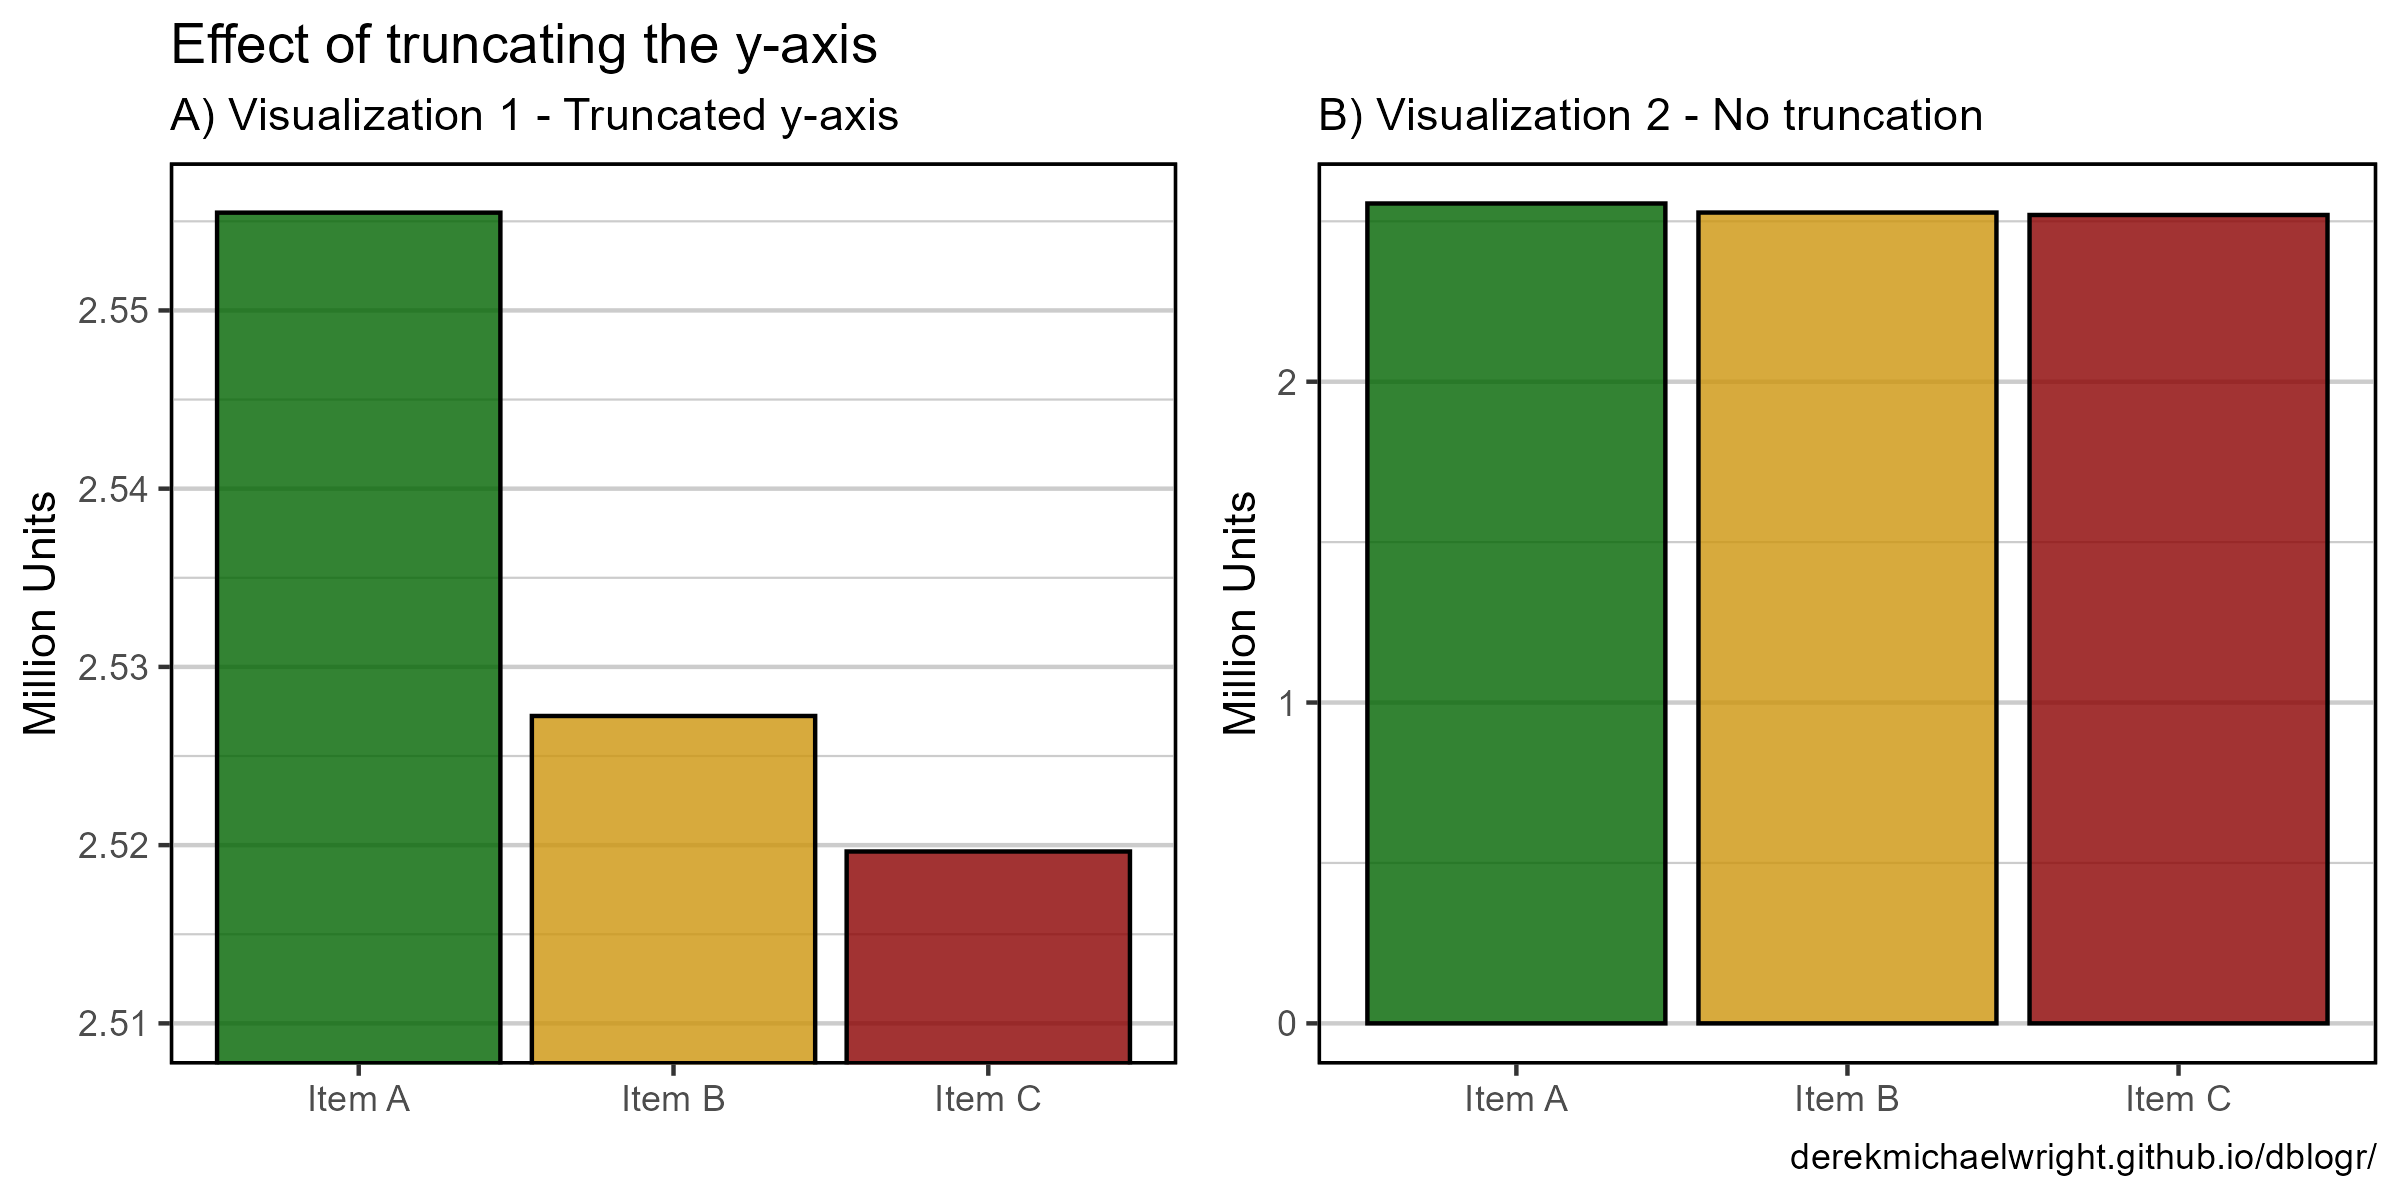 Effect of truncating the y-axis
A) Visualization 1 - Truncated y-axis
Million Units
2.55
2.54
2.53
2.52
2.51
Item A
Item B
Item C
B) Visualization 2 - No truncation
Million Units
2
1
0
Item A
Item B
Item C
derekmichaelwright.github.io/dblogr/